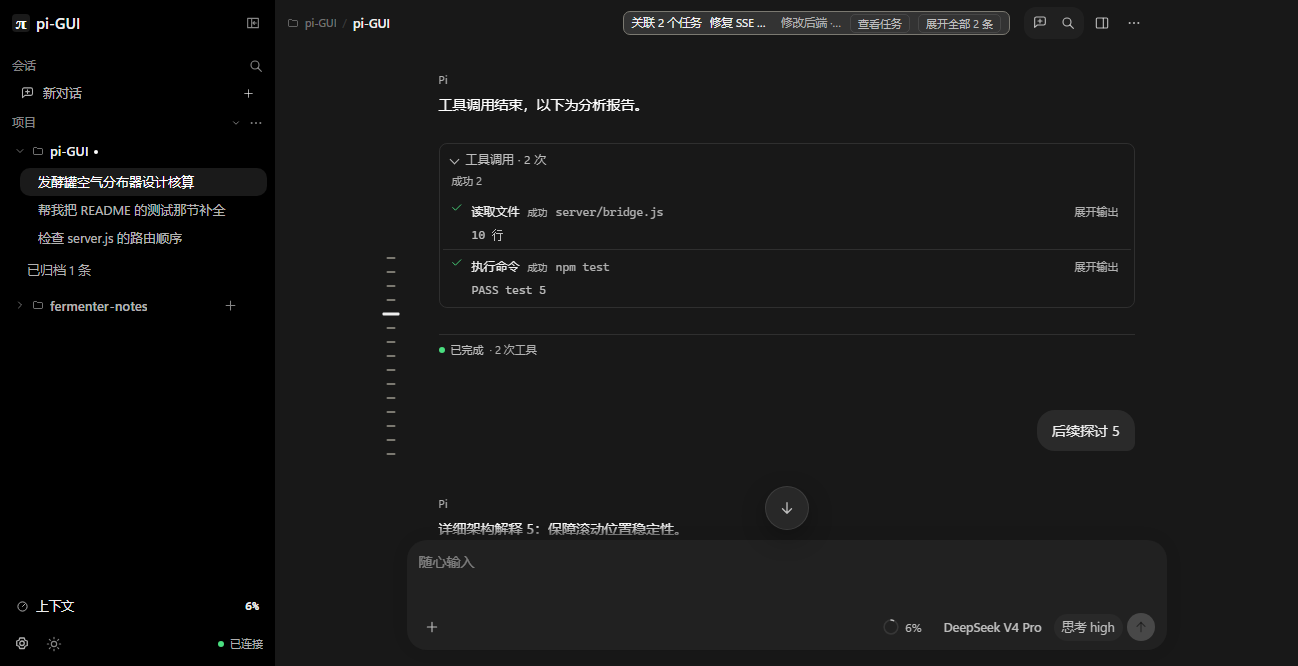 π pi-GUI
会话
新对话
项目
pi-GUI
发酵罐空气分布器设计核算
帮我把 README 的测试那节补全
检查 server.js 的路由顺序
已归档 1 条
fermenter-notes
上下文 6%
已连接
pi-GUI / pi-GUI
关联 2 个任务 修复 SSE ... 修改后端 ·... 查看任务 展开全部 2 条
Pi
工具调用结束，以下为分析报告。
工具调用 · 2 次
成功 2
读取文件 成功 server/bridge.js 展开输出
10 行
执行命令 成功 npm test 展开输出
PASS test 5
已完成 · 2 次工具
后续探讨 5
Pi
详细架构解释 5：保障滚动位置稳定性。
随心输入
6% DeepSeek V4 Pro 思考 high